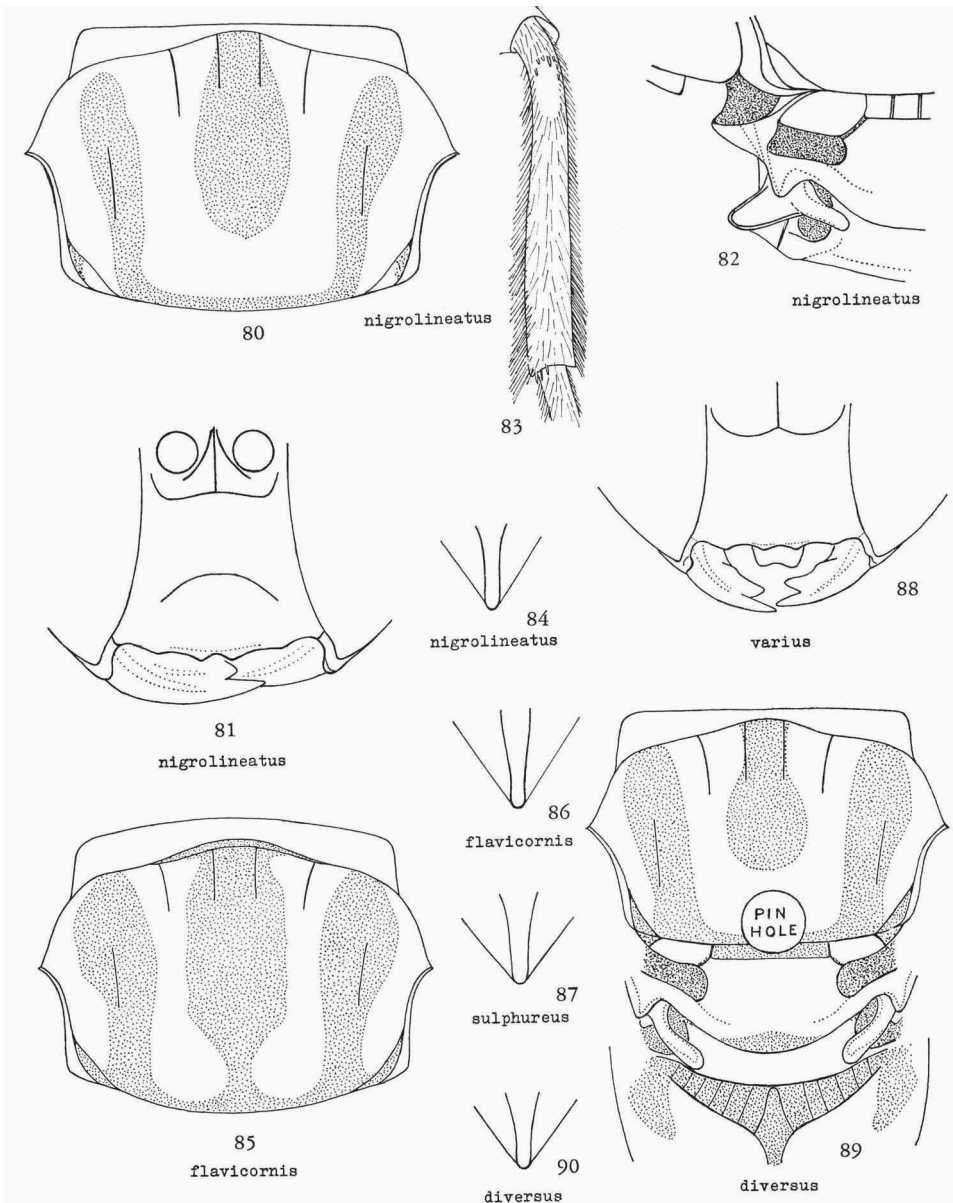 80
nigrolineatus
83
82
nigrolineatus
81
nigrolineatus
84
nigrolineatus
88
varius
86
flavicornis
87
sulphureus
85
flavicornis
90
diversus
PIN
HOLE
89
diversus